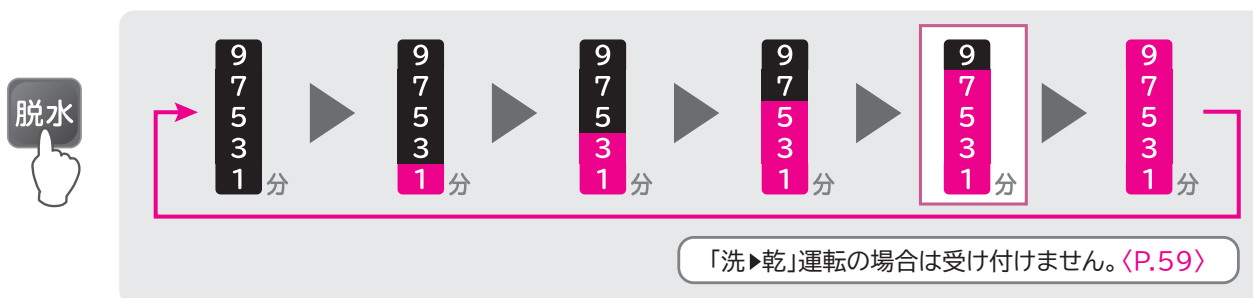 脱水
9 9 9 9 9 9
7 7 7 7 7 7
5 5 5 5 5 5
3 3 3 3 3 3
1分 1分 1分 1分 1分 1分
「洗▶乾」運転の場合は受け付けません。〈P.59〉